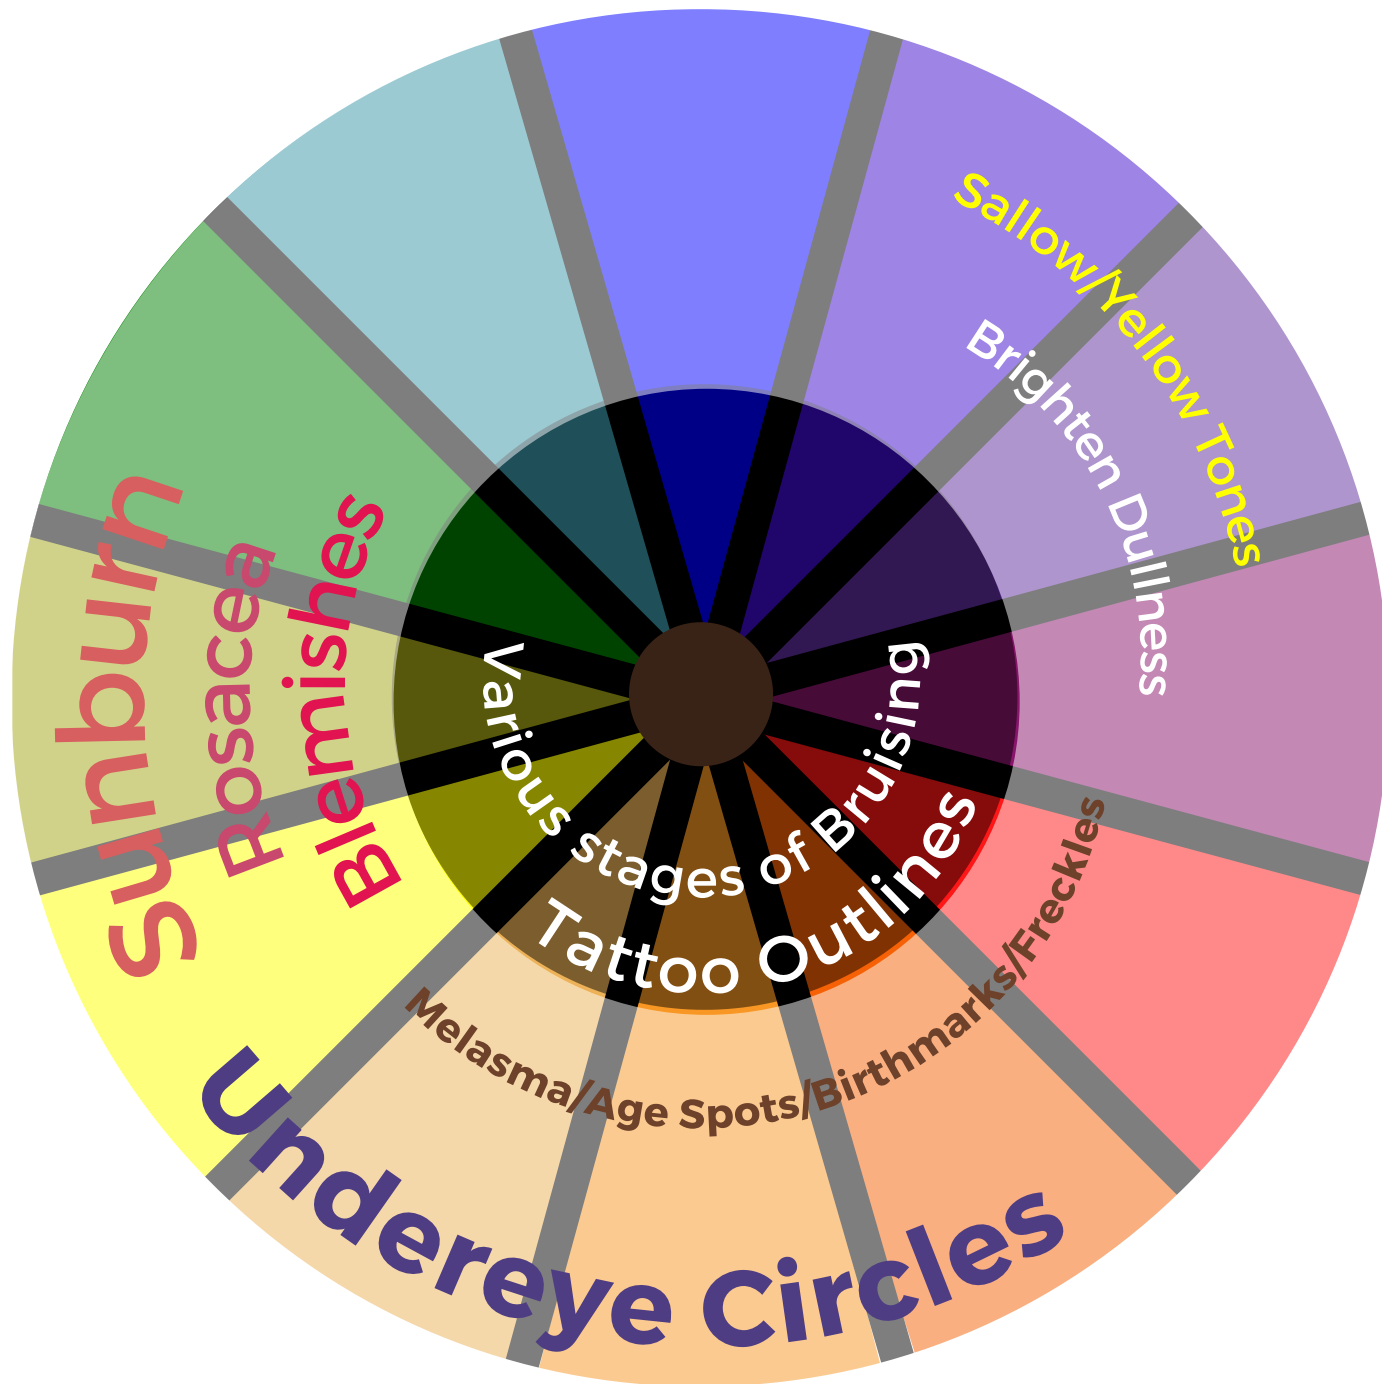 Sallow/Yellow Tones
Brighten Dullness
Sunburn
Rosacea
Blemishes
Various stages of Bruising
Tattoo Outlines
Melasma/Age Spots/Birthmarks/Freckles
Undereye Circles